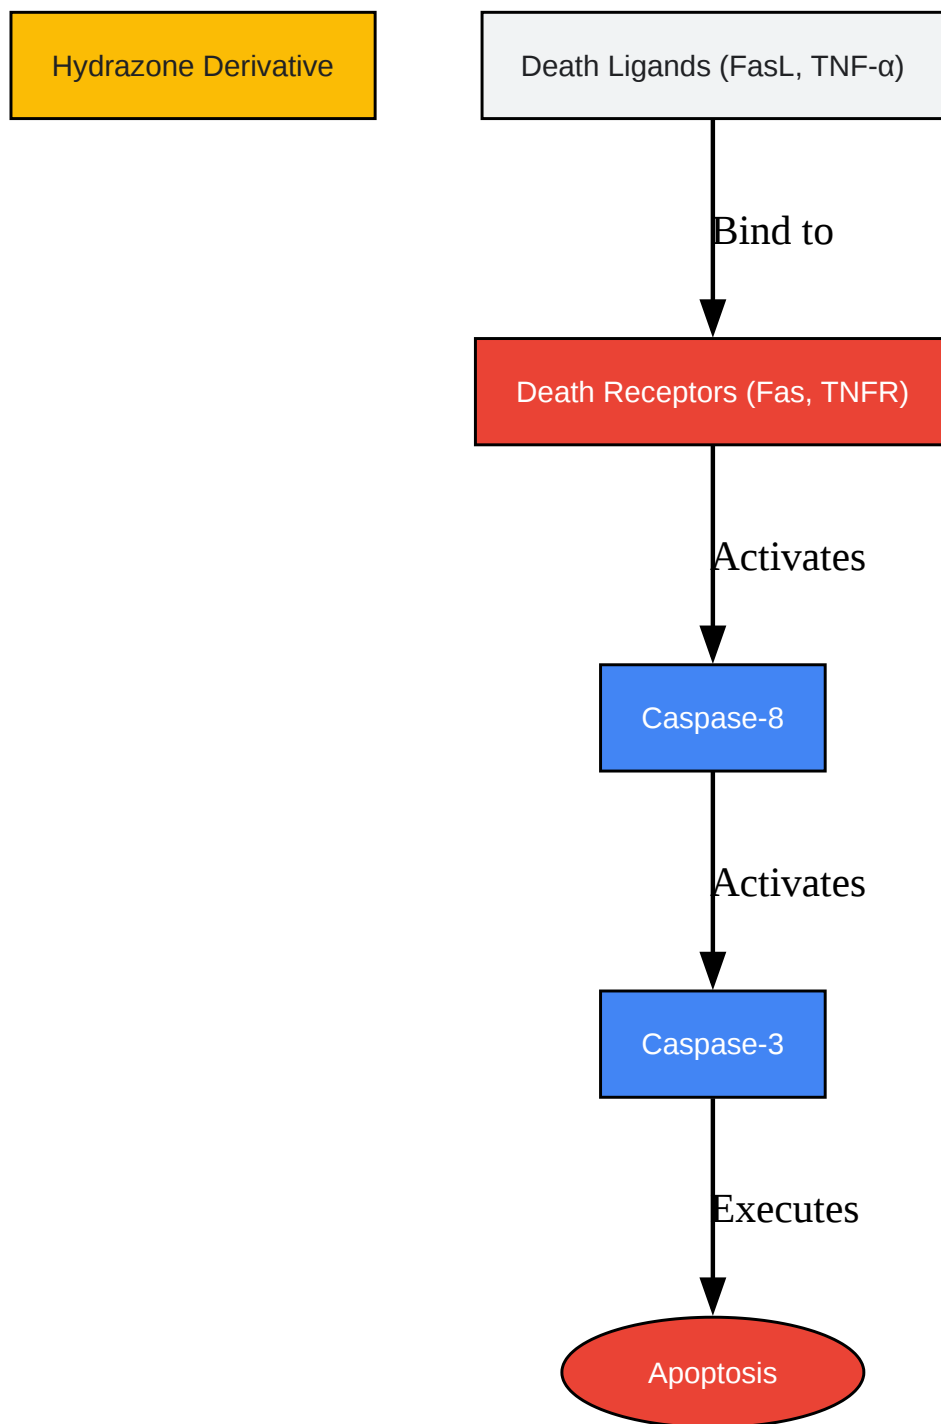 Hydrazone Derivative
Death Ligands (FasL, TNF-α)
Bind to
Death Receptors (Fas, TNFR)
Activates
Caspase-8
Activates
Caspase-3
Executes
Apoptosis